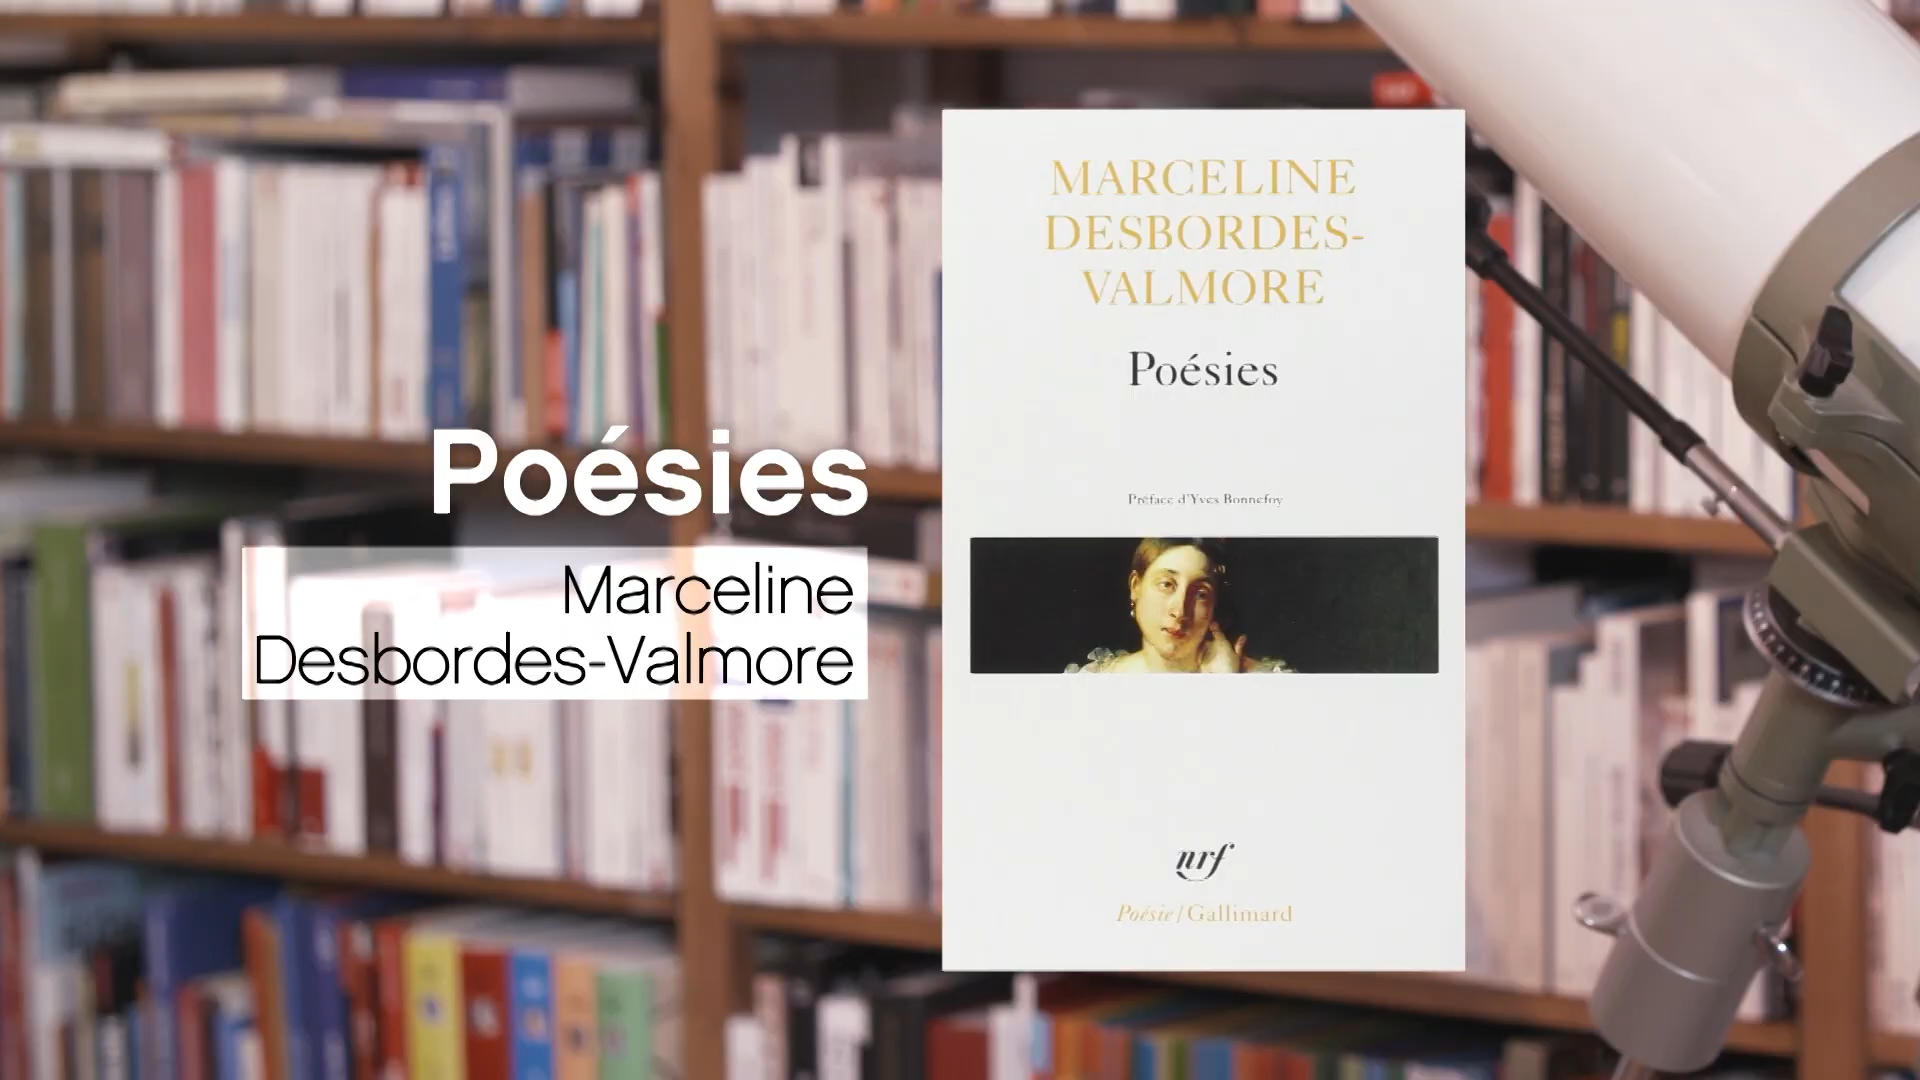 Poésies
Marceline
Desbordes-Valmore
MARCELINE
DESBORDES-
VALMORE
Poésies
Préface d'Yves Bonnefoy
nrf
Poésie / Gallimard